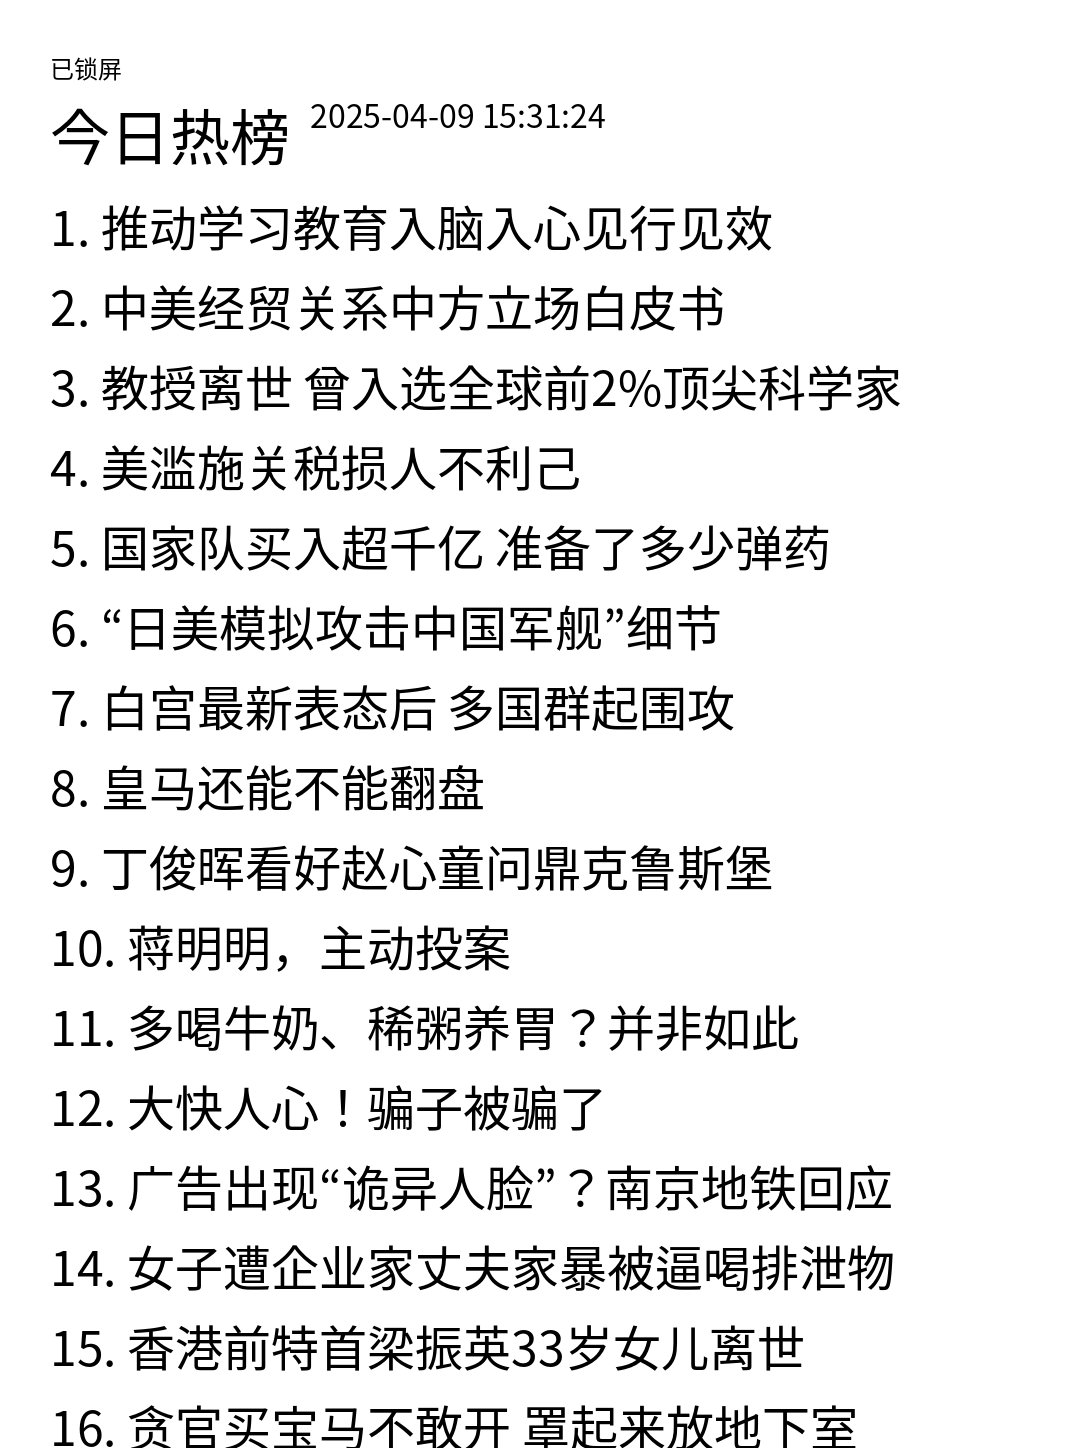 已锁屏
今日热榜 2025-04-09 15:31:24
1. 推动学习教育入脑入心见行见效
2. 中美经贸关系中方立场白皮书
3. 教授离世 曾入选全球前2%顶尖科学家
4. 美滥施关税损人不利己
5. 国家队买入超千亿 准备了多少弹药
6. “日美模拟攻击中国军舰”细节
7. 白宫最新表态后 多国群起围攻
8. 皇马还能不能翻盘
9. 丁俊晖看好赵心童问鼎克鲁斯堡
10. 蒋明明，主动投案
11. 多喝牛奶、稀粥养胃？并非如此
12. 大快人心！骗子被骗了
13. 广告出现“诡异人脸”？南京地铁回应
14. 女子遭企业家丈夫家暴被逼喝排泄物
15. 香港前特首梁振英33岁女儿离世
16. 贪官买宝马不敢开 罩起来放地下室